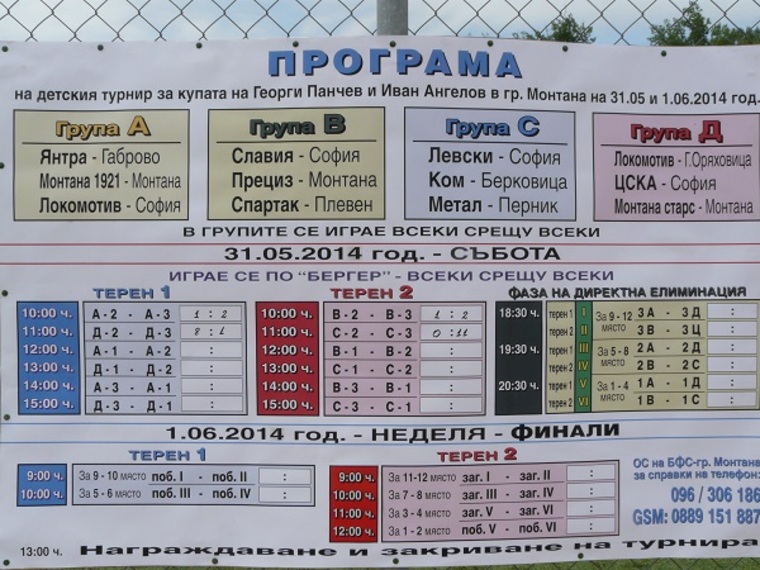 ПРОГРАМА
на детския турнир за купата на Георги Панчев и Иван Ангелов в гр. Монтана на 31.05 и 1.06.2014 год.
Група А
Янтра - Габрово
Монтана 1921 - Монтана
Локомотив - София
Група В
Славия - София
Прециз - Монтана
Спартак - Плевен
Група С
Левски - София
Ком - Берковица
Метал - Перник
Група Д
Локомотив - Г.Оряховица
ЦСКА - София
Монтана старс - Монтана
В ГРУПИТЕ СЕ ИГРАЕ ВСЕКИ СРЕЩУ ВСЕКИ
31.05.2014 год. - СЪБОТА
ИГРАЕ СЕ ПО "БЕРГЕР" - ВСЕКИ СРЕЩУ ВСЕКИ
ТЕРЕН 1
10:00 ч. А - 2 - А - 3 1 : 2
11:00 ч. Д - 2 - Д - 3 8 : 1
12:00 ч. А - 1 - А - 2 :
13:00 ч. Д - 1 - Д - 2 :
14:00 ч. А - 3 - А - 1 :
15:00 ч. Д - 3 - Д - 1 :
ТЕРЕН 2
10:00 ч. В - 2 - В - 3 1 : 2
11:00 ч. С - 2 - С - 3 0 : 11
12:00 ч. В - 1 - В - 2 :
13:00 ч. С - 1 - С - 2 :
14:00 ч. В - 3 - В - 1 :
15:00 ч. С - 3 - С - 1 :
ФАЗА НА ДИРЕКТНА ЕЛИМИНАЦИЯ
18:30 ч. терен 1 I За 9 - 12 място 3 А - 3 Д :
терен 2 II 3 В - 3 Ц :
19:30 ч. терен 1 III За 5 - 8 място 2 А - 2 Д :
терен 2 IV 2 В - 2 С :
20:30 ч. терен 1 V За 1 - 4 място 1 А - 1 Д :
терен 2 VI 1 В - 1 С :
1.06.2014 год. - НЕДЕЛЯ - ФИНАЛИ
ТЕРЕН 1
9:00 ч. За 9 - 10 място поб. I - поб. II :
10:00 ч. За 5 - 6 място поб. III - поб. IV :
ТЕРЕН 2
9:00 ч. За 11-12 място заг. I - заг. II :
10:00 ч. За 7 - 8 място заг. III - заг. IV :
11:00 ч. За 3 - 4 място заг. V - заг. VI :
12:00 ч. За 1 - 2 място поб. V - поб. VI :
ОС на БФС-гр. Монтана
за справки на телефон:
096 / 306 186
GSM: 0889 151 887
13:00 ч. Награждаване и закриване на турнира